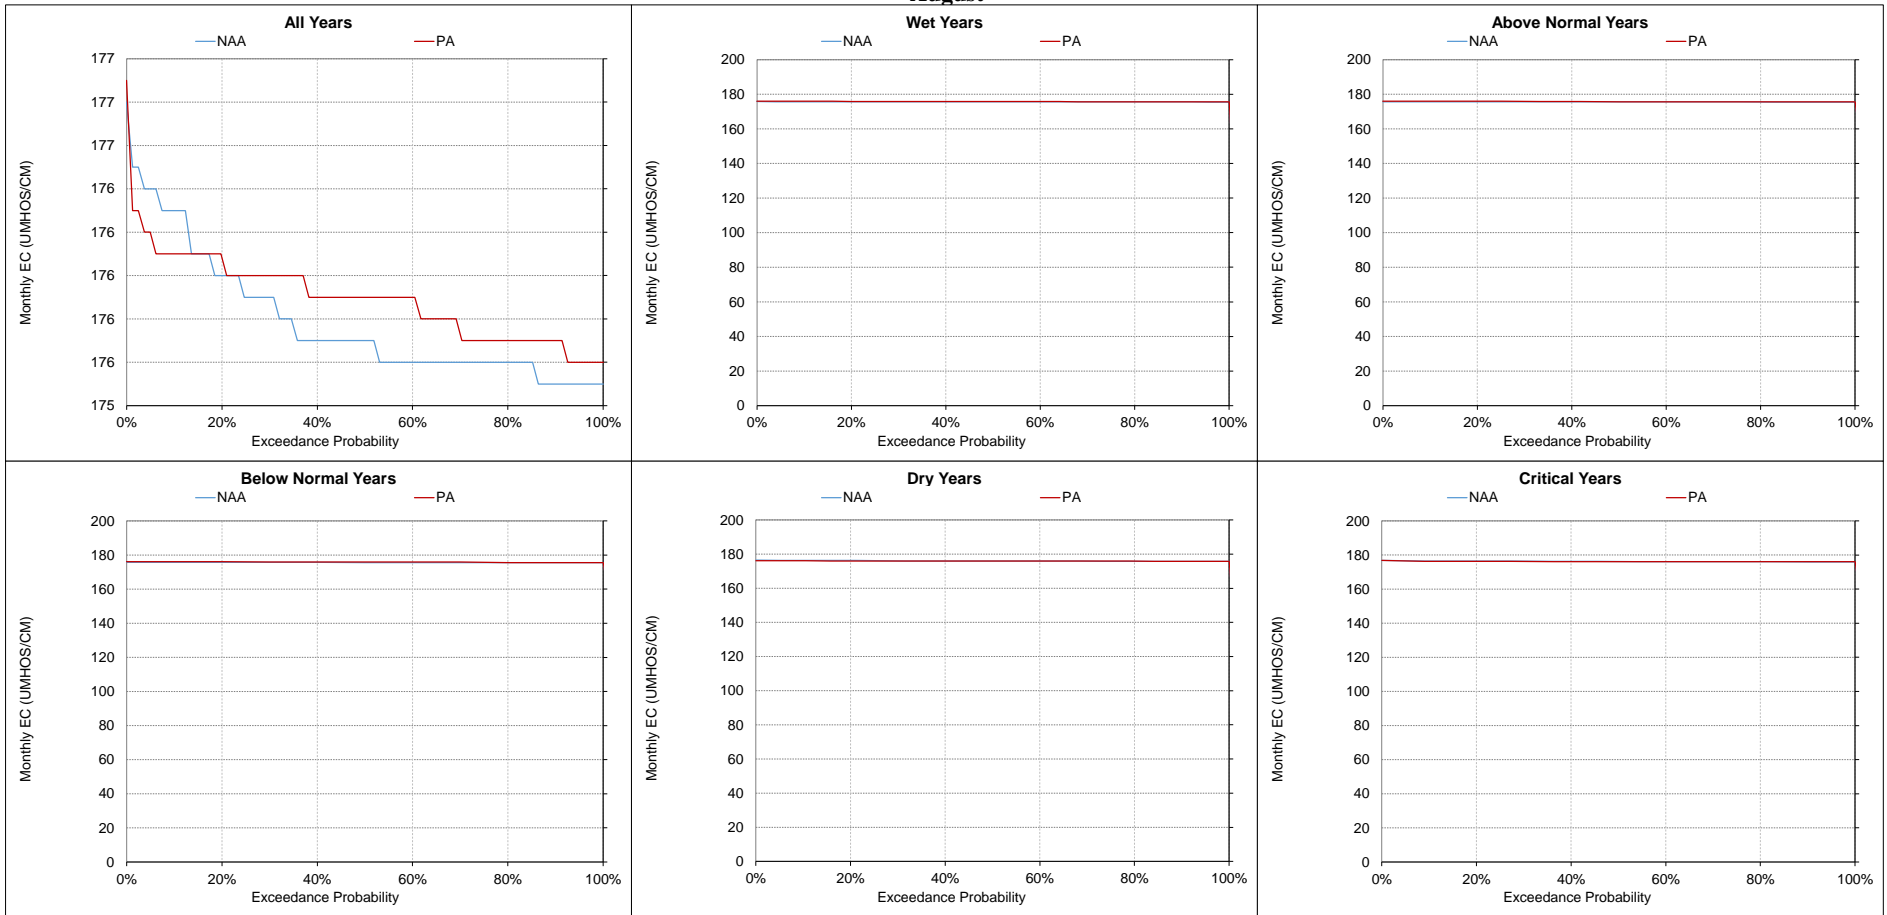 August
All Years
NAA PA
177
177
177
176
176
176
176
176
175
0% 20% 40% 60% 80% 100%
Exceedance Probability
Monthly EC (UMHOS/CM)
Wet Years
NAA PA
200
180
160
140
120
100
80
60
40
20
0
0% 20% 40% 60% 80% 100%
Exceedance Probability
Monthly EC (UMHOS/CM)
Above Normal Years
NAA PA
200
180
160
140
120
100
80
60
40
20
0
0% 20% 40% 60% 80% 100%
Exceedance Probability
Monthly EC (UMHOS/CM)
Below Normal Years
NAA PA
200
180
160
140
120
100
80
60
40
20
0
0% 20% 40% 60% 80% 100%
Exceedance Probability
Monthly EC (UMHOS/CM)
Dry Years
NAA PA
200
180
160
140
120
100
80
60
40
20
0
0% 20% 40% 60% 80% 100%
Exceedance Probability
Monthly EC (UMHOS/CM)
Critical Years
NAA PA
200
180
160
140
120
100
80
60
40
20
0
0% 20% 40% 60% 80% 100%
Exceedance Probability
Monthly EC (UMHOS/CM)